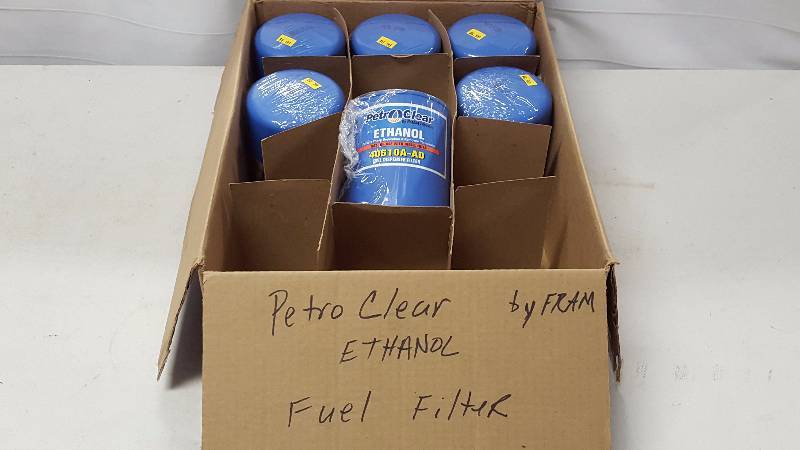 Petro Clear
ETHANOL
40510A-AD
Petro Clear by FRAM
ETHANOL
Fuel Filter